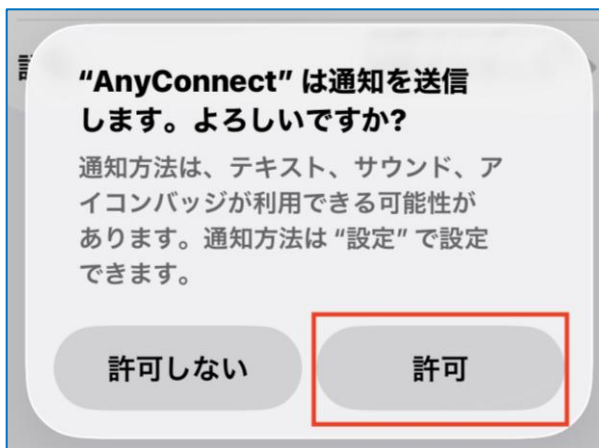 “AnyConnect” は通知を送信
します。よろしいですか?
通知方法は、テキスト、サウンド、ア
イコンバッジが利用できる可能性が
あります。通知方法は “設定” で設定
できます。
許可しない
許可